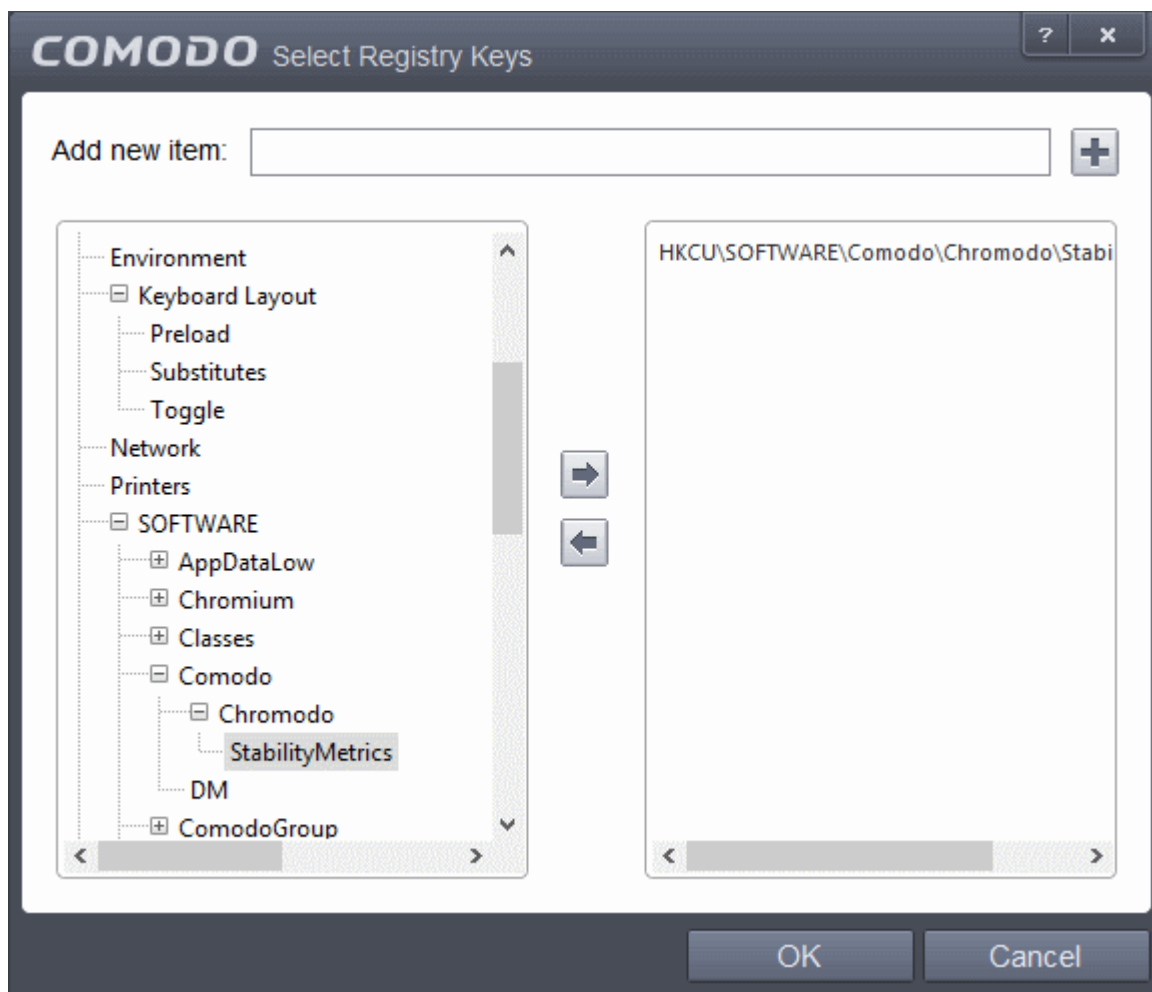 COMODO Select Registry Keys
? ×
Add new item:
Environment
Keyboard Layout
Preload
Substitutes
Toggle
Network
Printers
SOFTWARE
AppDataLow
Chromium
Classes
Comodo
Chromodo
StabilityMetrics
DM
ComodoGroup
HKCU\SOFTWARE\Comodo\Chromodo\Stabi
OK Cancel